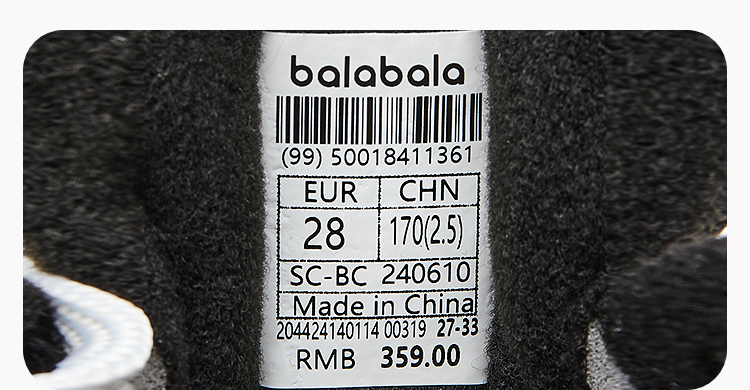 balabala
(99) 50018411361
EUR CHN
28 170(2.5)
SC-BC 240610
Made in China
204424140114 00319 27-33
RMB 359.00